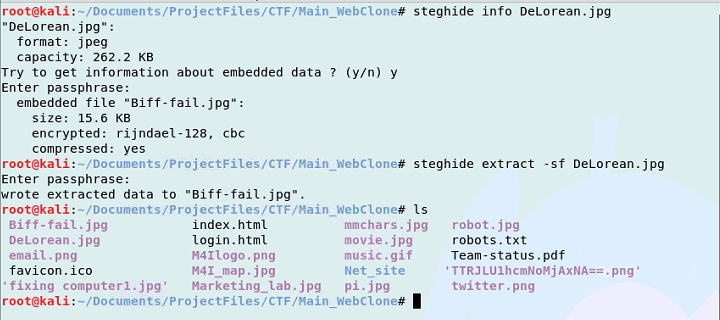 root@kali:~/Documents/ProjectFiles/CTF/Main_WebClone# steghide info DeLorean.jpg
"DeLorean.jpg":
  format: jpeg
  capacity: 262.2 KB
Try to get information about embedded data ? (y/n) y
Enter passphrase:
  embedded file "Biff-fail.jpg":
    size: 15.6 KB
    encrypted: rijndael-128, cbc
    compressed: yes
root@kali:~/Documents/ProjectFiles/CTF/Main_WebClone# steghide extract -sf DeLorean.jpg
Enter passphrase:
wrote extracted data to "Biff-fail.jpg".
root@kali:~/Documents/ProjectFiles/CTF/Main_WebClone# ls
 Biff-fail.jpg          index.html          mmchars.jpg   robot.jpg
 DeLorean.jpg           login.html          movie.jpg     robots.txt
 email.png              M4Ilogo.png         music.gif     Team-status.pdf
 favicon.ico            M4I_map.jpg         Net_site     'TTRJLU1hcmNoMjAxNA==.png'
'fixing computer1.jpg'  Marketing_lab.jpg   pi.jpg        twitter.png
root@kali:~/Documents/ProjectFiles/CTF/Main_WebClone#